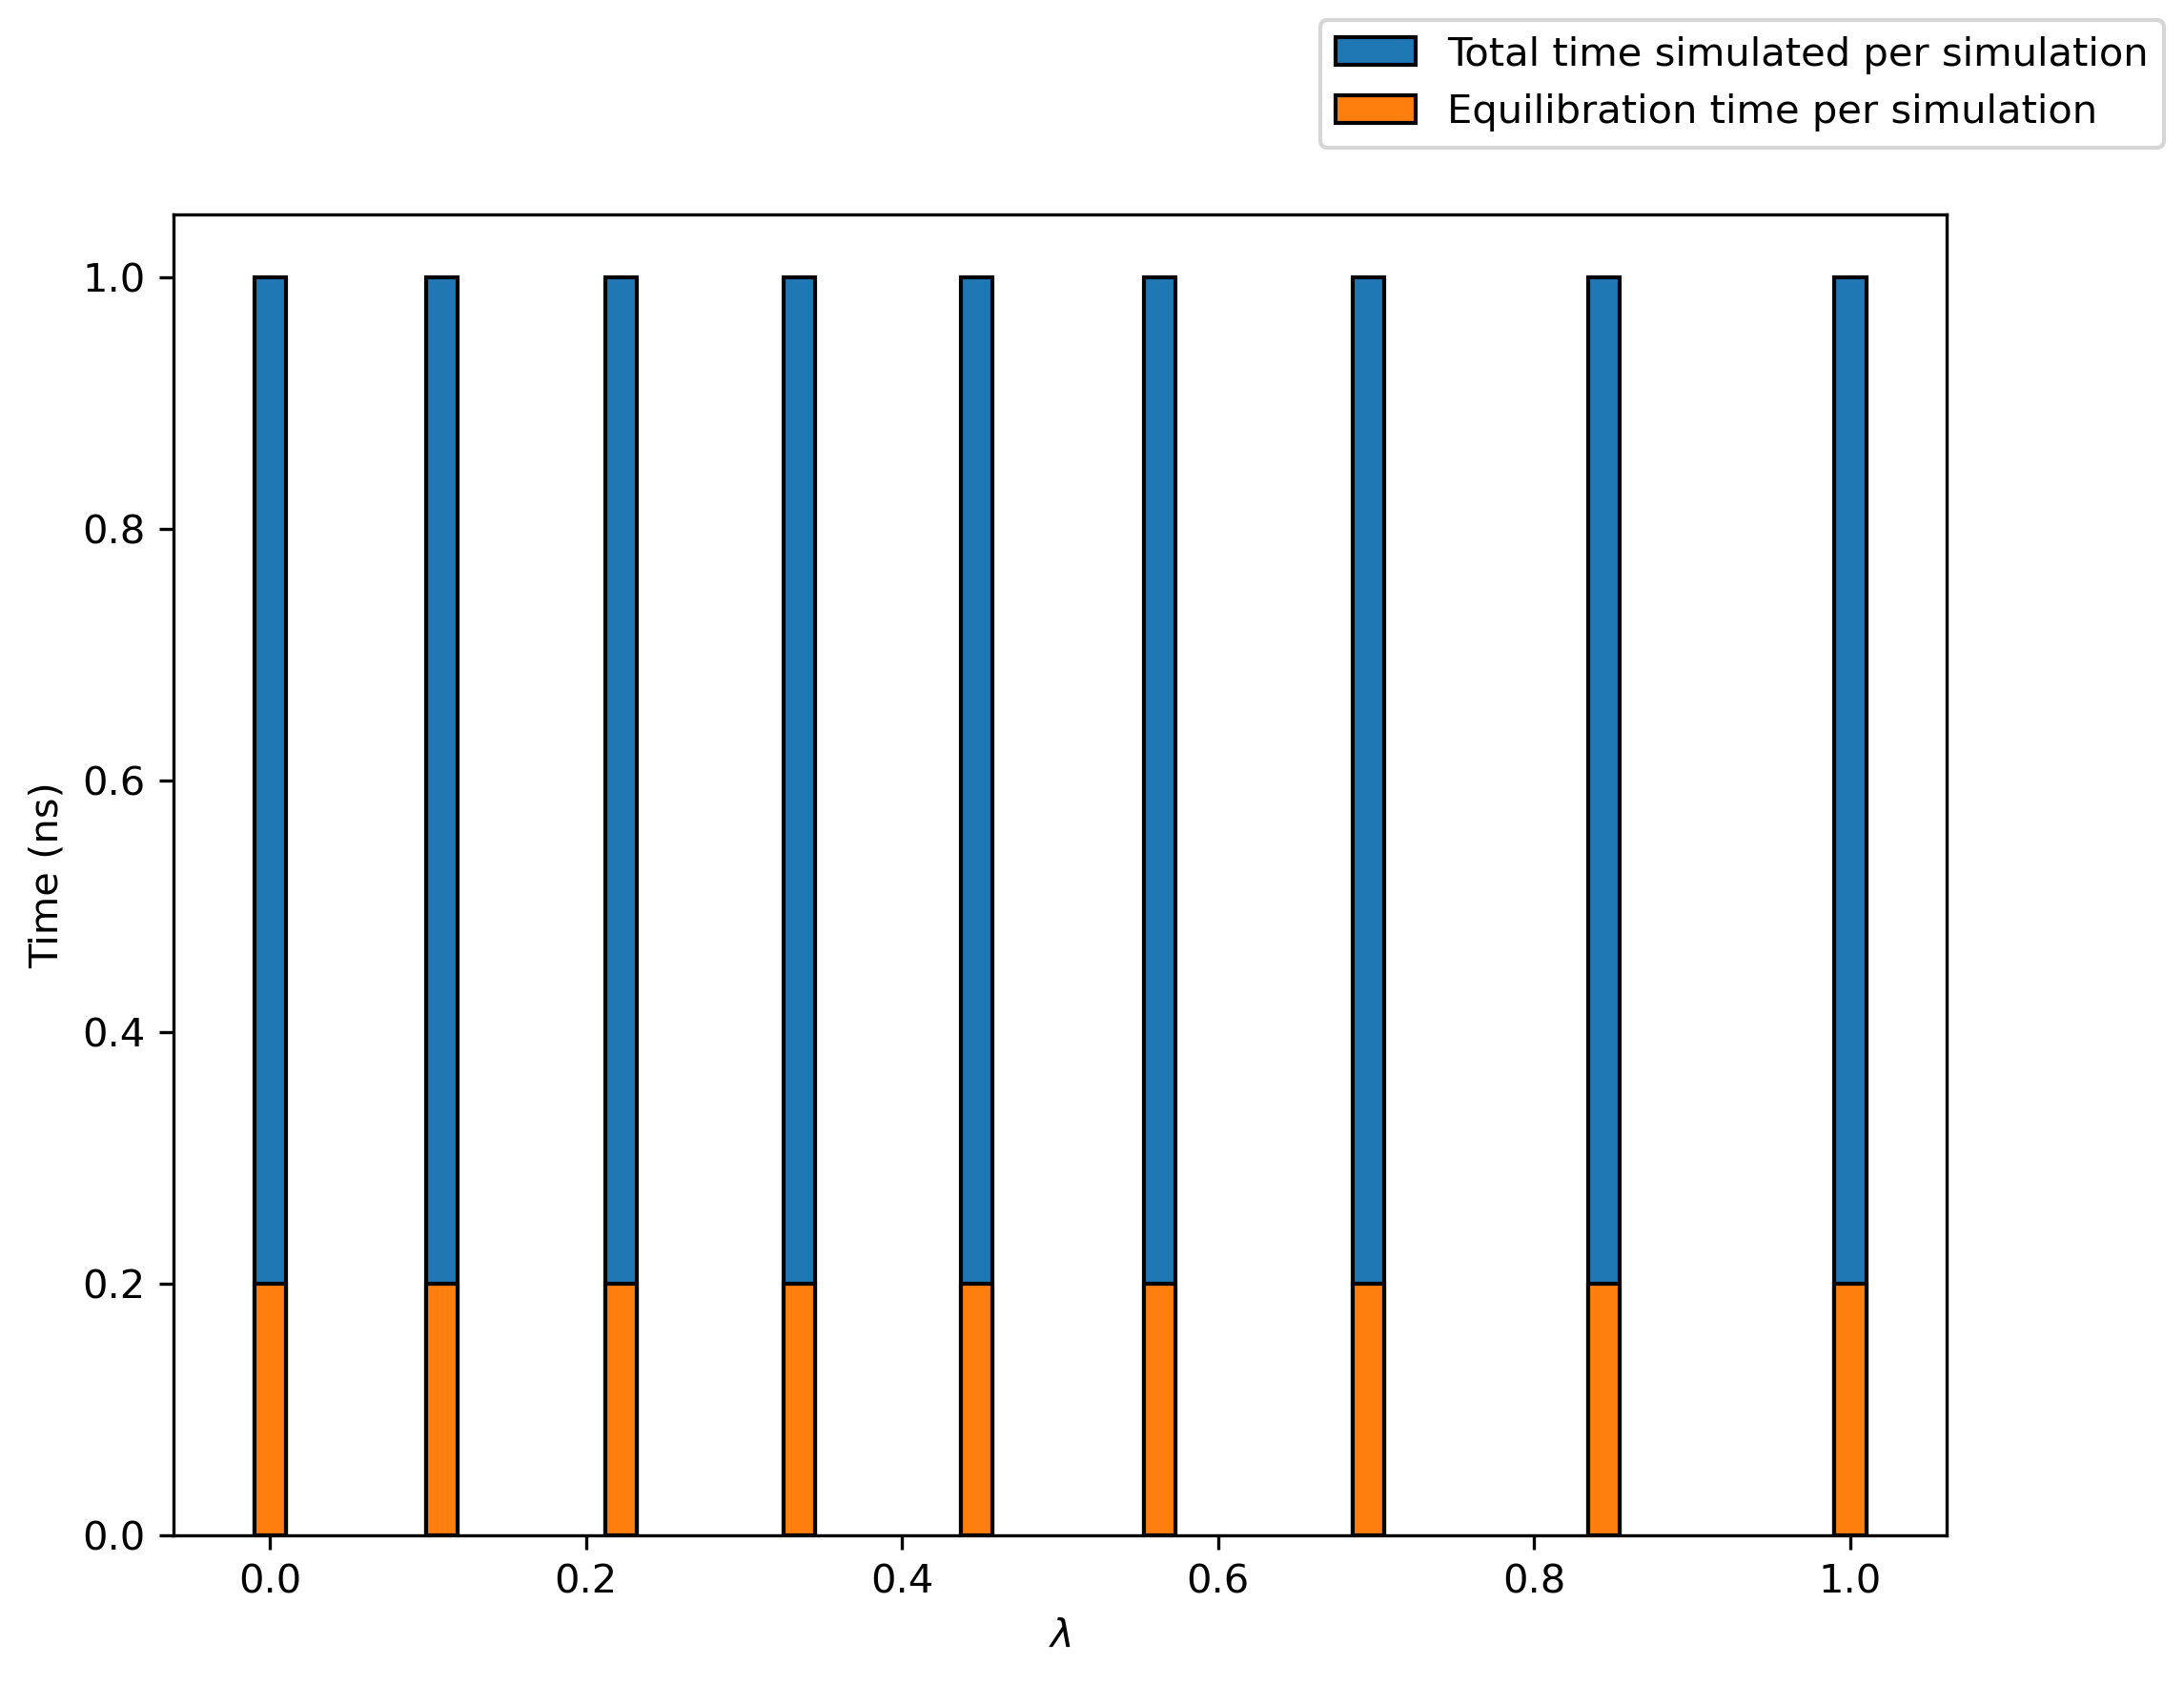 Total time simulated per simulation
Equilibration time per simulation
1.0
0.8
0.6
0.4
0.2
0.0
Time (ns)
0.0 0.2 0.4 0.6 0.8 1.0
λ